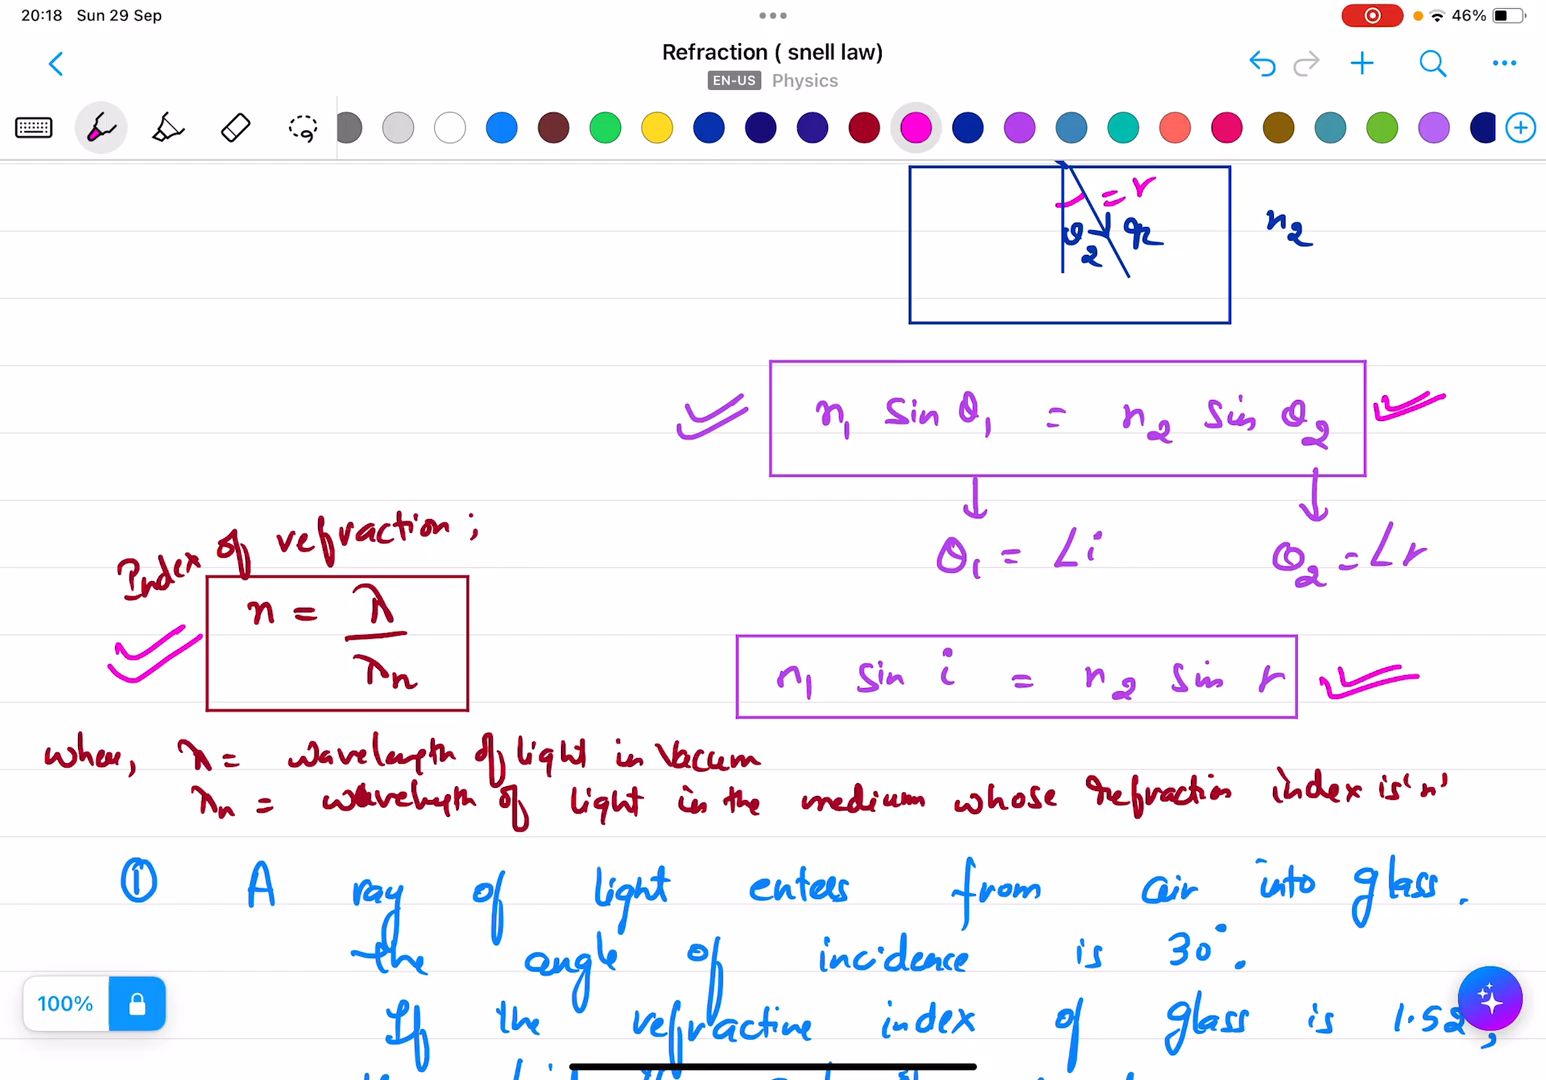 20:18 Sun 29 Sep
46%
Refraction ( snell law)
EN-US Physics
= r
θ₂ r
n₂
n₁ sin θ₁ = n₂ sin θ₂
Index of refraction ;
θ₁ = ∠i θ₂ = ∠r
n = λ / λₙ
n₁ sin i = n₂ sin r
where, λ = wavelength of light in Vaccum
λₙ = wavelength of light in the medium whose refraction index is 'n'
① A ray of light enters from air into glass.
the angle of incidence is 30°.
100%
If the refractive index of glass is 1.52,